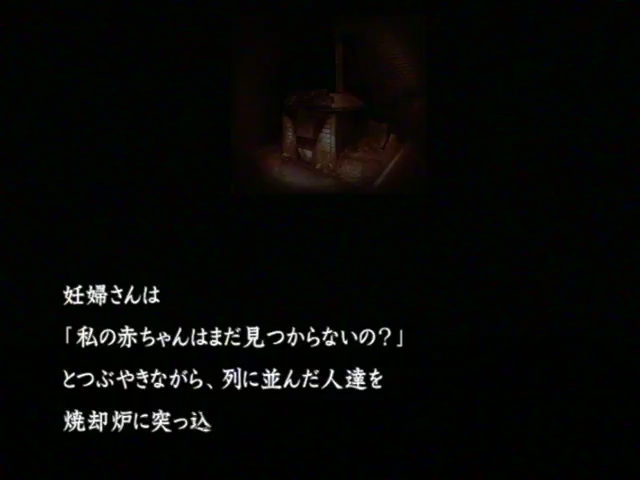 妊婦さんは
「私の赤ちゃんはまだ見つからないの？」
とつぶやきながら、列に並んだ人達を
焼却炉に突っ込